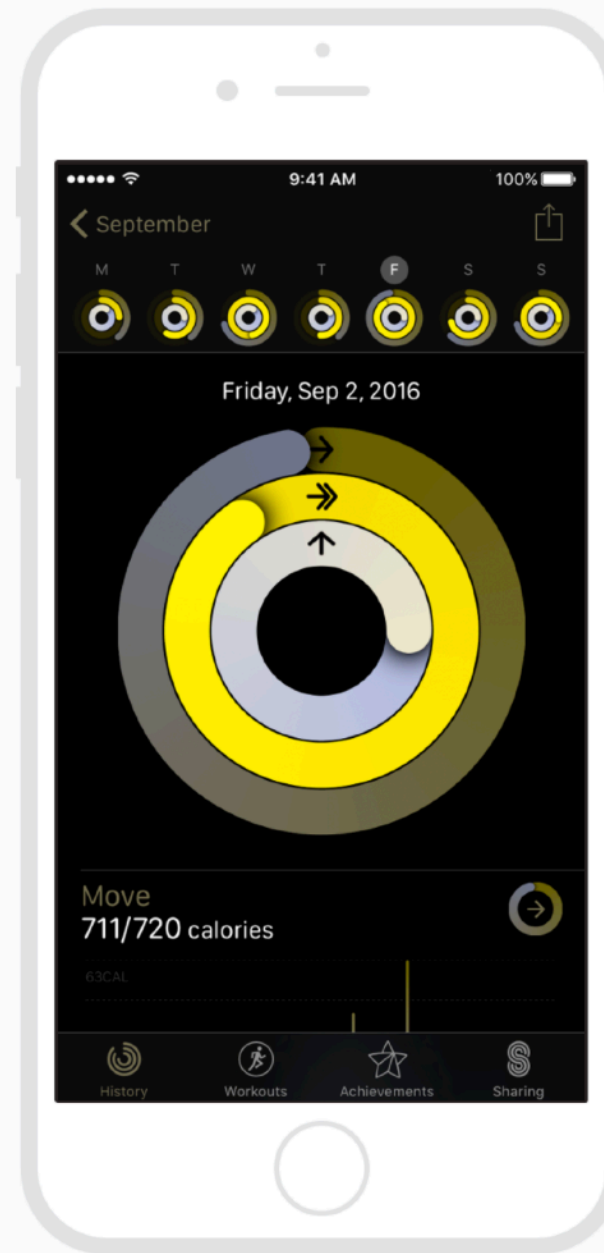 9:41 AM 100%
September
M T W T F S S
Friday, Sep 2, 2016
Move
711/720 calories
63CAL
History Workouts Achievements Sharing